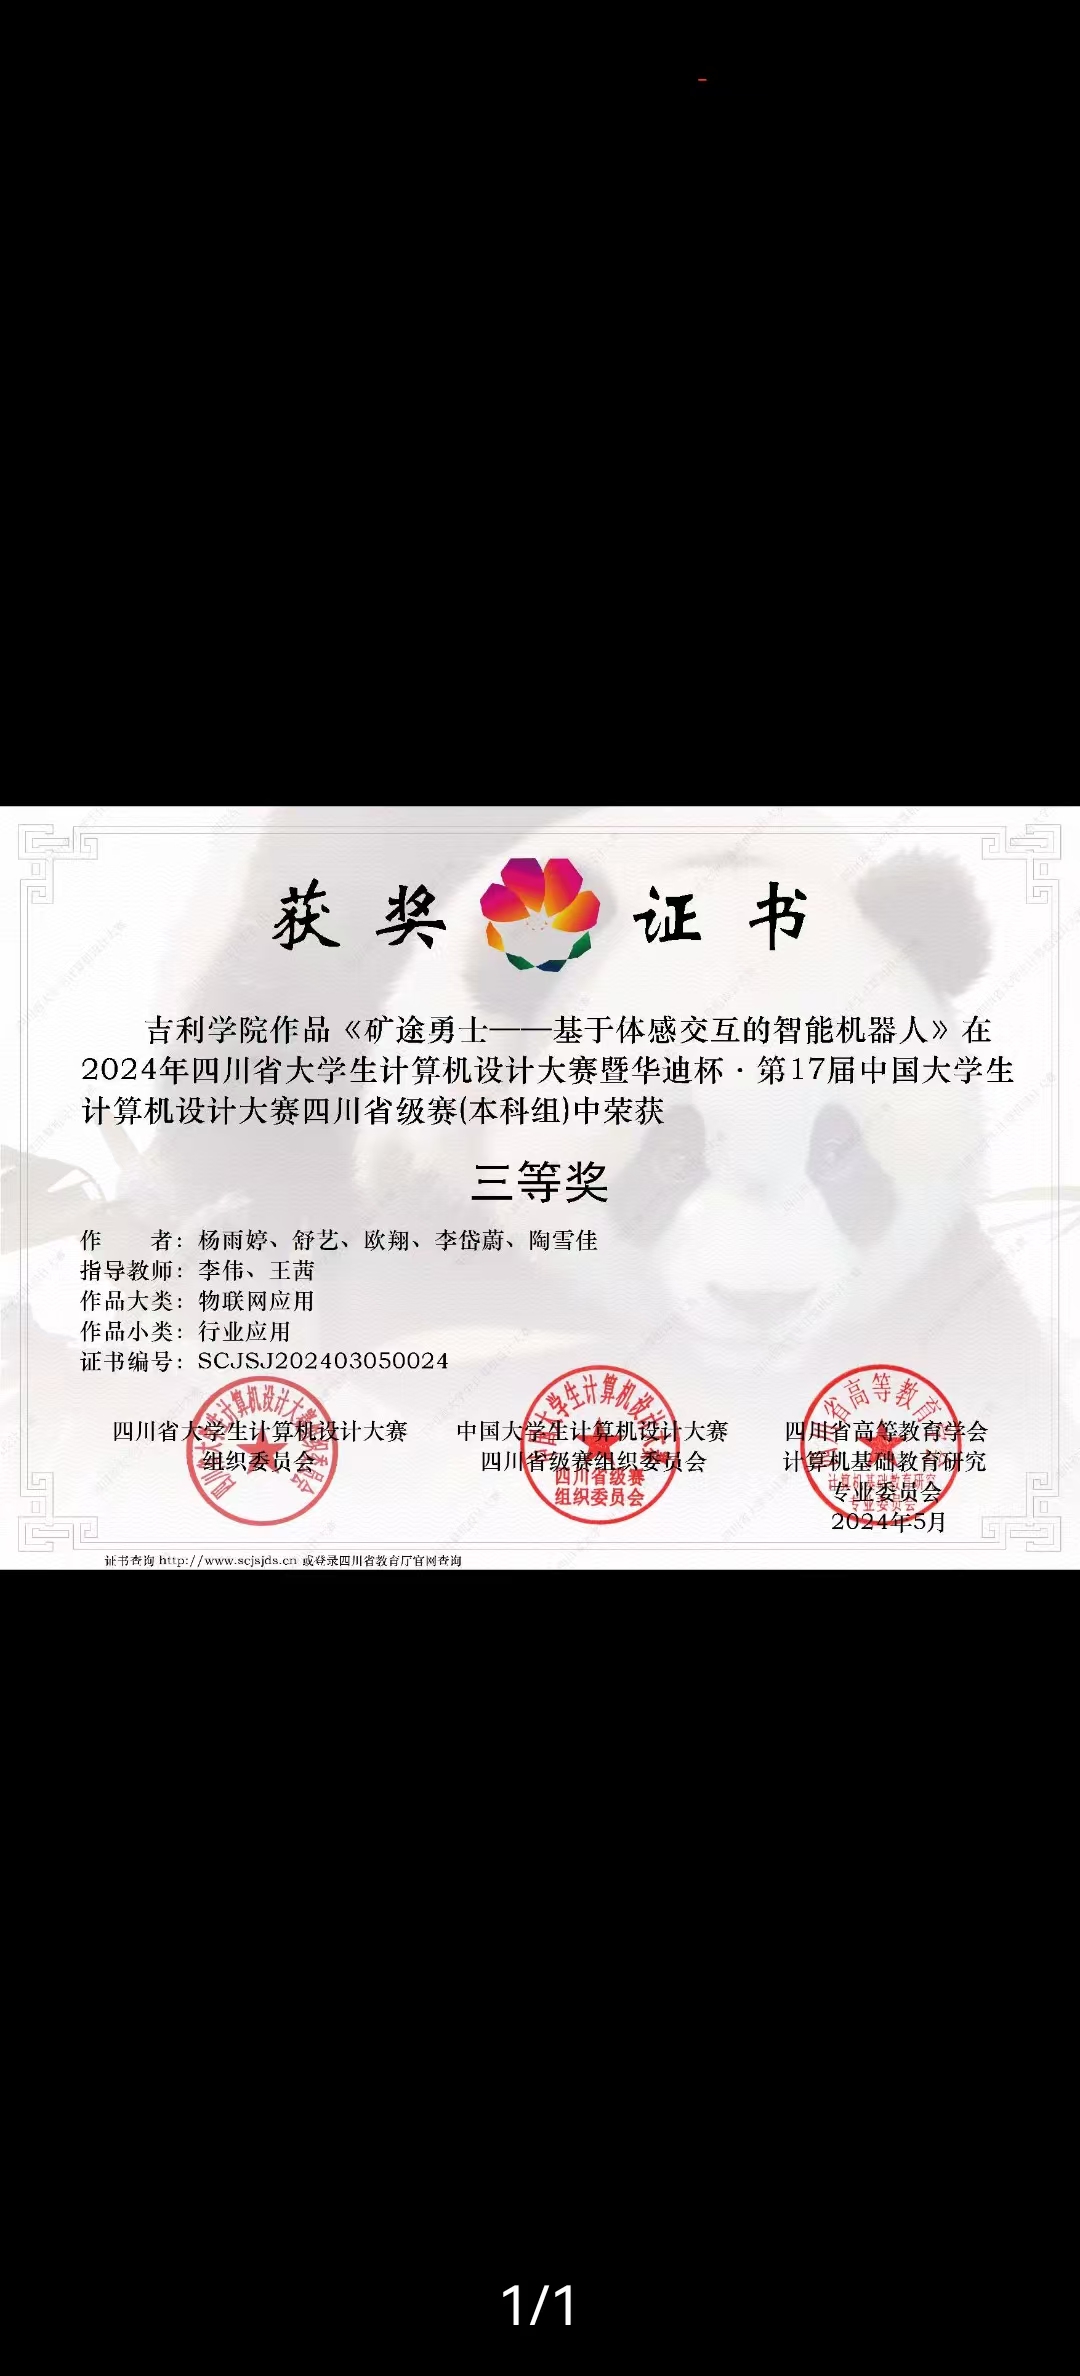 获奖证书
吉利学院作品《矿途勇士——基于体感交互的智能机器人》在
2024年四川省大学生计算机设计大赛暨华迪杯·第17届中国大学生
计算机设计大赛四川省级赛(本科组)中荣获
三等奖
作 者：杨雨婷、舒艺、欧翔、李岱蔚、陶雪佳
指导教师：李伟、王茜
作品大类：物联网应用
作品小类：行业应用
证书编号：SCJSJ202403050024
四川省大学生计算机设计大赛
组织委员会
中国大学生计算机设计大赛
四川省级赛组织委员会
四川省级赛
组织委员会
四川省高等教育学会
计算机基础教育研究
专业委员会
2024年5月
证书查询 http://www.scjsjds.cn 或登录四川省教育厅官网查询
1/1